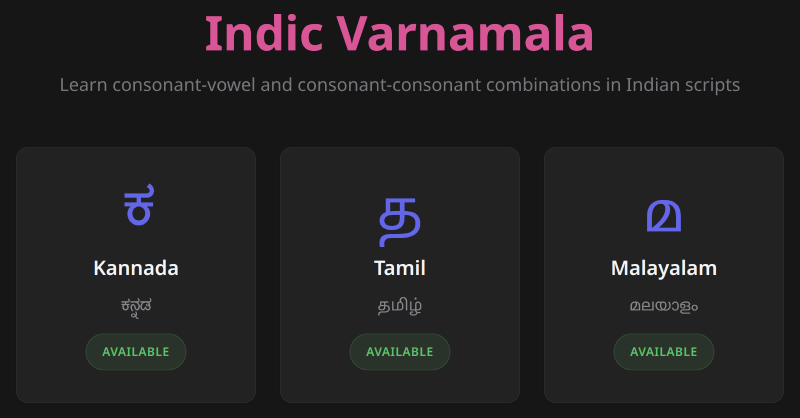 Indic Varnamala
Learn consonant-vowel and consonant-consonant combinations in Indian scripts
ಕ
Kannada
ಕನ್ನಡ
AVAILABLE
த
Tamil
தமிழ்
AVAILABLE
മ
Malayalam
മലയാളം
AVAILABLE